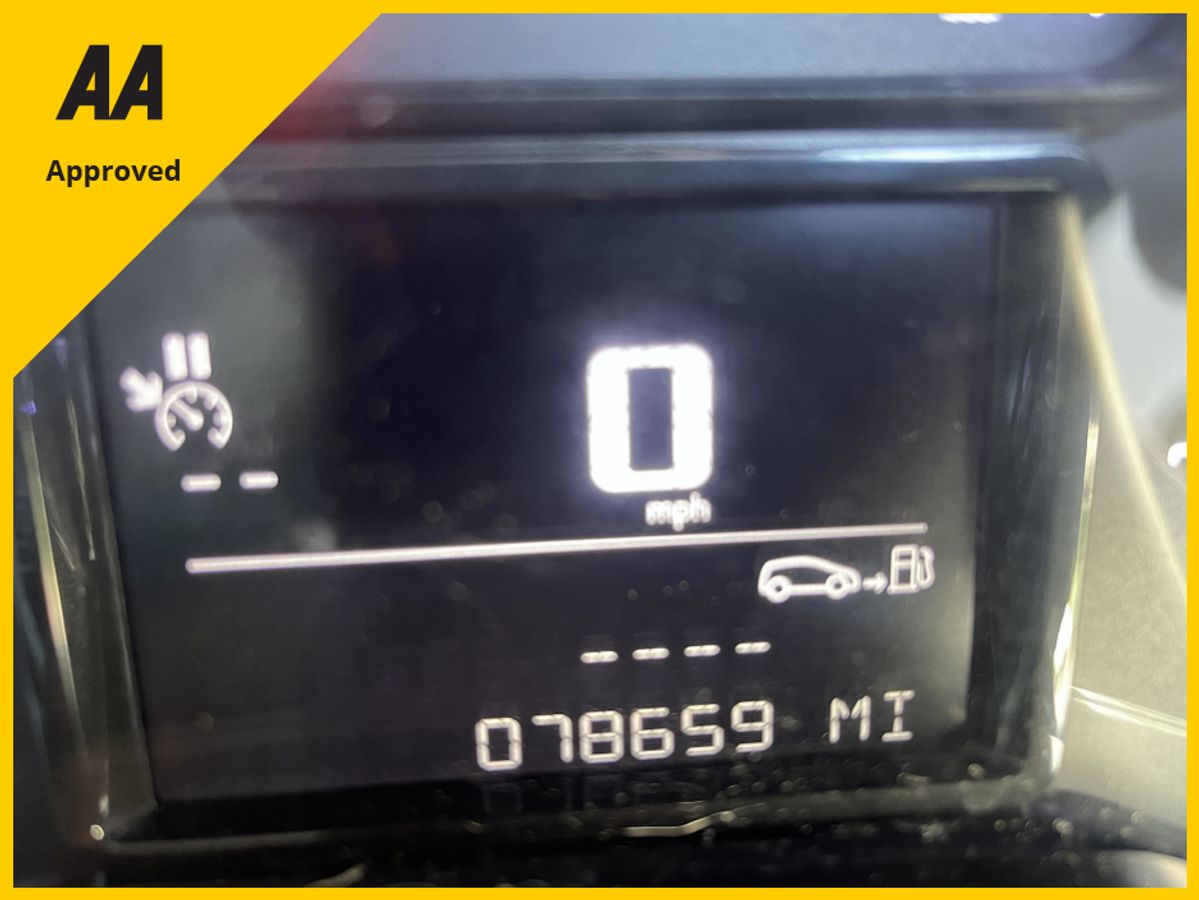 AA
Approved
0
mph
-- 
----
078659 MI